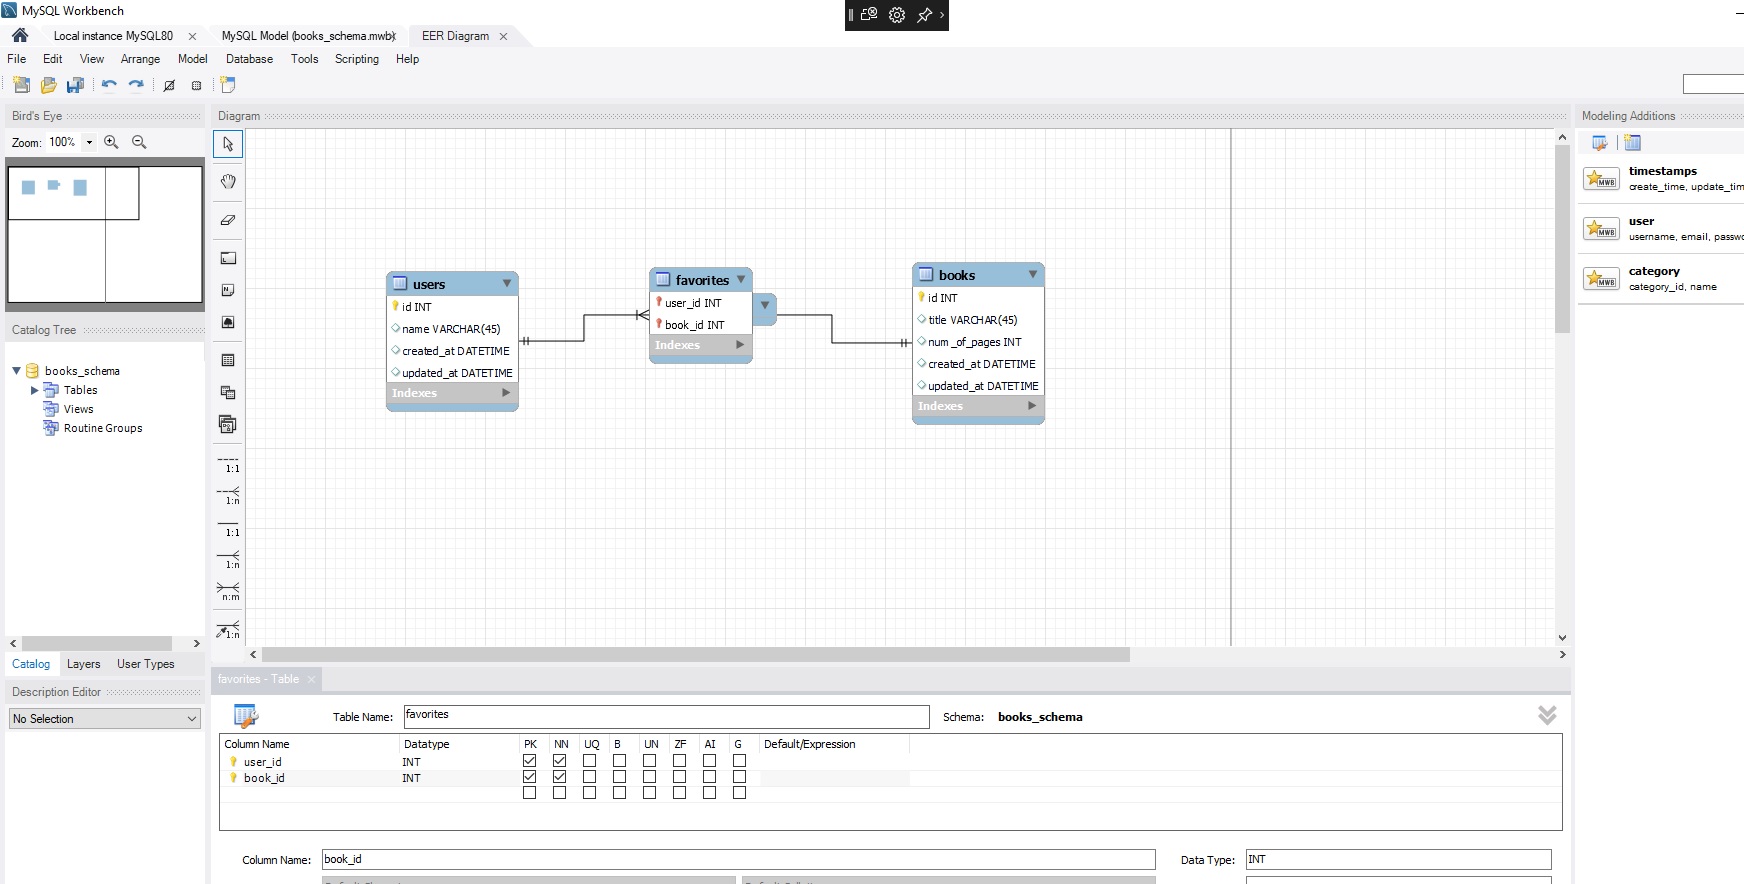 MySQL Workbench
Local instance MySQL80
MySQL Model (books_schema.mwb)
EER Diagram
File Edit View Arrange Model Database Tools Scripting Help
Bird's Eye
Zoom: 100%
Catalog Tree
books_schema
Tables
Views
Routine Groups
Catalog Layers User Types
Description Editor
No Selection
Diagram
1:1
1:n
1:1
1:n
n:m
1:n
users
id INT
name VARCHAR(45)
created_at DATETIME
updated_at DATETIME
Indexes
favorites
user_id INT
book_id INT
Indexes
books
id INT
title VARCHAR(45)
num_of_pages INT
created_at DATETIME
updated_at DATETIME
Indexes
Modeling Additions
MWB
timestamps
create_time, update_tim
MWB
user
username, email, passwo
MWB
category
category_id, name
favorites - Table
Table Name: favorites Schema: books_schema
Column Name Datatype PK NN UQ B UN ZF AI G Default/Expression
user_id INT
book_id INT
Column Name: book_id Data Type: INT